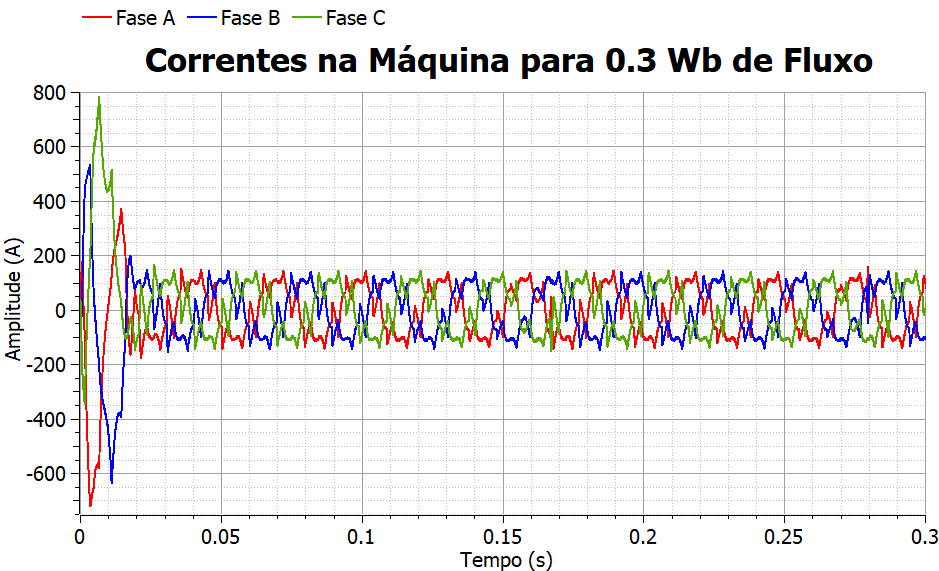 Fase A Fase B Fase C
Correntes na Máquina para 0.3 Wb de Fluxo
800
600
400
200
0
-200
-400
-600
Amplitude (A)
0 0.05 0.1 0.15 0.2 0.25 0.3
Tempo (s)